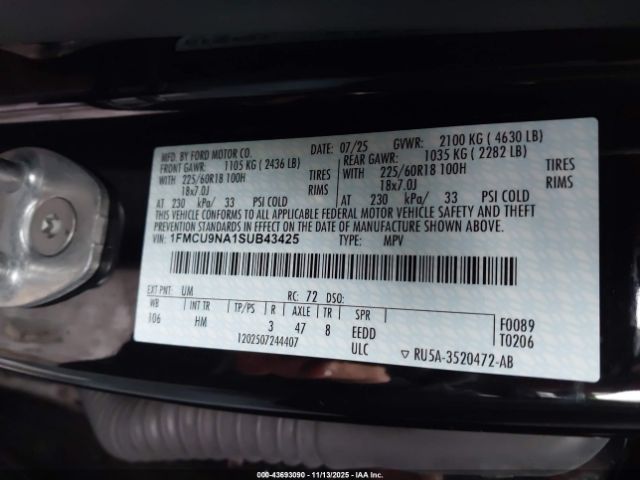 MFD. BY FORD MOTOR CO. DATE: 07/25 GVWR: 2100 KG ( 4630 LB)
FRONT GAWR: 1105 KG ( 2436 LB) REAR GAWR: 1035 KG ( 2282 LB)
WITH 225/60R18 100H TIRES WITH 225/60R18 100H TIRES
18x7.0J RIMS 18x7.0J RIMS
AT 230 kPa/ 33 PSI COLD AT 230 kPa/ 33 PSI COLD
THIS VEHICLE CONFORMS TO ALL APPLICABLE FEDERAL MOTOR VEHICLE SAFETY AND THEFT PREVENTION
STANDARDS IN EFFECT ON THE DATE OF MANUFACTURE SHOWN ABOVE.
VIN: 1FMCU9NA1SUB43425 TYPE: MPV
EXT PNT: UM RC: 72 DSO:
WB INT TR TP/PS R AXLE TR SPR
106 HM 3 47 8 EEDD
1202507244407 ULC
F0089
T0206
▽ RU5A-3520472-AB
000-43693090 - 11/13/2025 - IAAI.COM